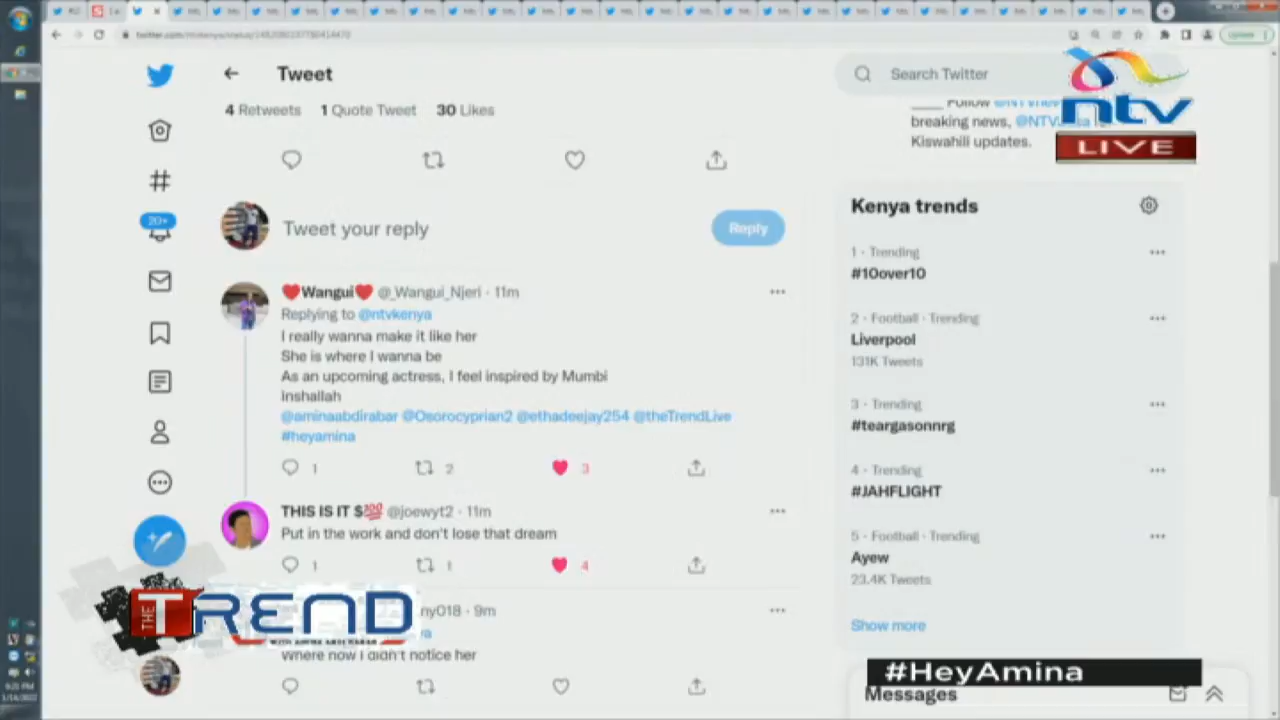 Tweet
4 Retweets 1 Quote Tweet 30 Likes
Tweet your reply
Reply
20+
❤Wangui❤ @_Wangui_Njeri · 11m
Replying to @ntvkenya
I really wanna make it like her
She is where I wanna be
As an upcoming actress, I feel inspired by Mumbi
Inshallah
@aminaabdirabar @Osorocyprian2 @ethadeejay254 @theTrendLive
#heyamina
1 2 3
THIS IS IT $💯 @joewyt2 · 11m
Put in the work and don't lose that dream
1 1 4
ny018 · 9m
Where now I didn't notice her
THE TREND
Search Twitter
Follow
breaking news,
Kiswahili updates.
ntv
LIVE
Kenya trends
1 · Trending
#10over10
2 · Football · Trending
Liverpool
131K Tweets
3 · Trending
#teargasonnrg
4 · Trending
#JAHFLIGHT
5 · Football · Trending
Ayew
23.4K Tweets
Show more
#HeyAmina
Messages